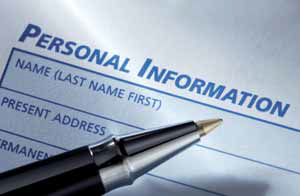 PERSONAL INFORMATION
NAME (LAST NAME FIRST)
PRESENT ADDRESS